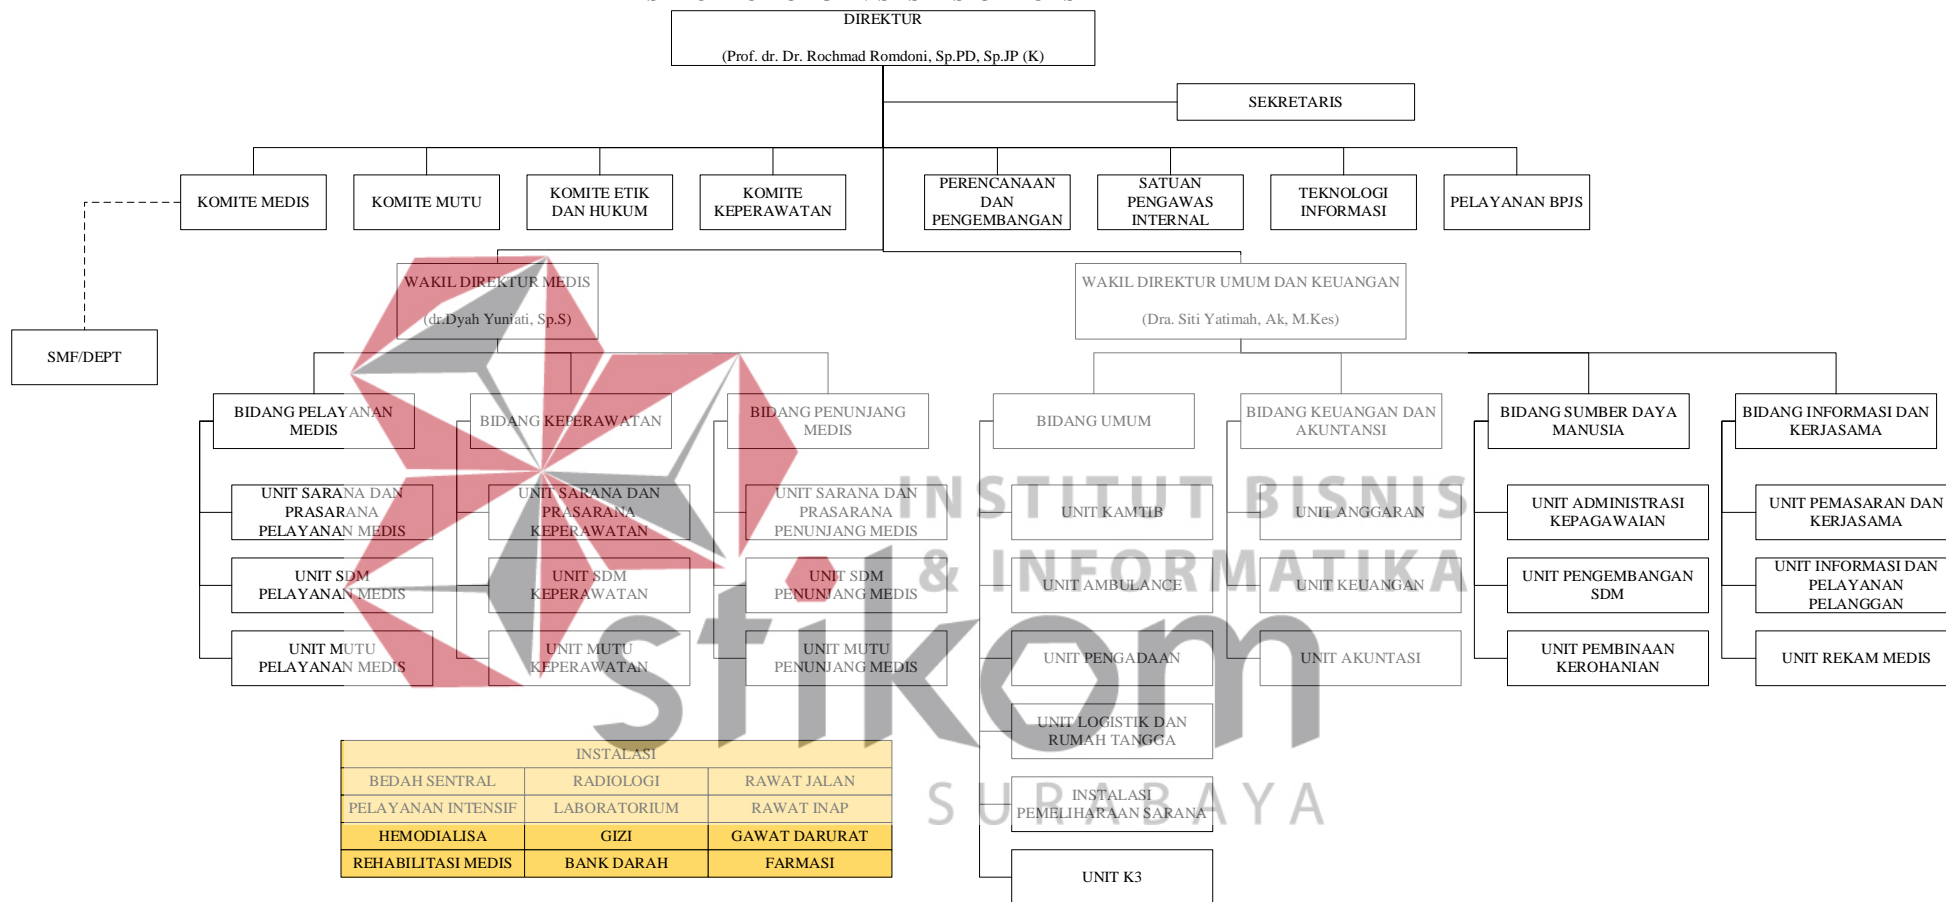 DIREKTUR
(Prof. dr. Dr. Rochmad Romdoni, Sp.PD, Sp.JP (K)
SEKRETARIS
KOMITE MEDIS
KOMITE MUTU
KOMITE ETIK
DAN HUKUM
KOMITE
KEPERAWATAN
PERENCANAAN
DAN
PENGEMBANGAN
SATUAN
PENGAWAS
INTERNAL
TEKNOLOGI
INFORMASI
PELAYANAN BPJS
SMF/DEPT
WAKIL DIREKTUR MEDIS
(dr.Dyah Yuniati, Sp.S)
WAKIL DIREKTUR UMUM DAN KEUANGAN
(Dra. Siti Yatimah, Ak, M.Kes)
BIDANG PELAYANAN
MEDIS
BIDANG KEPERAWATAN
BIDANG PENUNJANG
MEDIS
BIDANG UMUM
BIDANG KEUANGAN DAN
AKUNTANSI
BIDANG SUMBER DAYA
MANUSIA
BIDANG INFORMASI DAN
KERJASAMA
UNIT SARANA DAN
PRASARANA
PELAYANAN MEDIS
UNIT SARANA DAN
PRASARANA
KEPERAWATAN
UNIT SARANA DAN
PRASARANA
PENUNJANG MEDIS
UNIT KAMTIB
UNIT ANGGARAN
UNIT ADMINISTRASI
KEPAGAWAIAN
UNIT PEMASARAN DAN
KERJASAMA
UNIT SDM
PELAYANAN MEDIS
UNIT SDM
KEPERAWATAN
UNIT SDM
PENUNJANG MEDIS
UNIT AMBULANCE
UNIT KEUANGAN
UNIT PENGEMBANGAN
SDM
UNIT INFORMASI DAN
PELAYANAN
PELANGGAN
UNIT MUTU
PELAYANAN MEDIS
UNIT MUTU
KEPERAWATAN
UNIT MUTU
PENUNJANG MEDIS
UNIT PENGADAAN
UNIT AKUNTASI
UNIT PEMBINAAN
KEROHANIAN
UNIT REKAM MEDIS
UNIT LOGISTIK DAN
RUMAH TANGGA
INSTALASI
PEMELIHARAAN SARANA
UNIT K3
INSTALASI
BEDAH SENTRAL
RADIOLOGI
RAWAT JALAN
PELAYANAN INTENSIF
LABORATORIUM
RAWAT INAP
HEMODIALISA
GIZI
GAWAT DARURAT
REHABILITASI MEDIS
BANK DARAH
FARMASI
INSTITUT BISNIS
& INFORMATIKA
stikom
SURABAYA